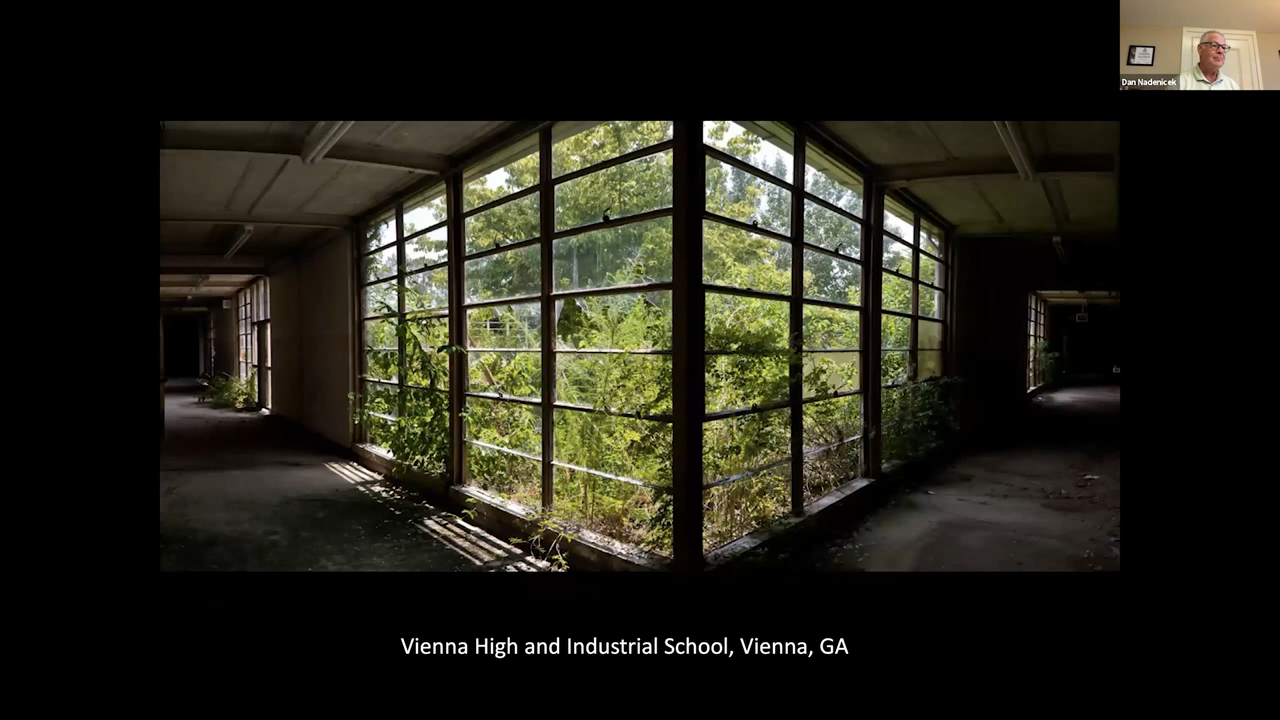 Dan Nadenicek
Vienna High and Industrial School, Vienna, GA